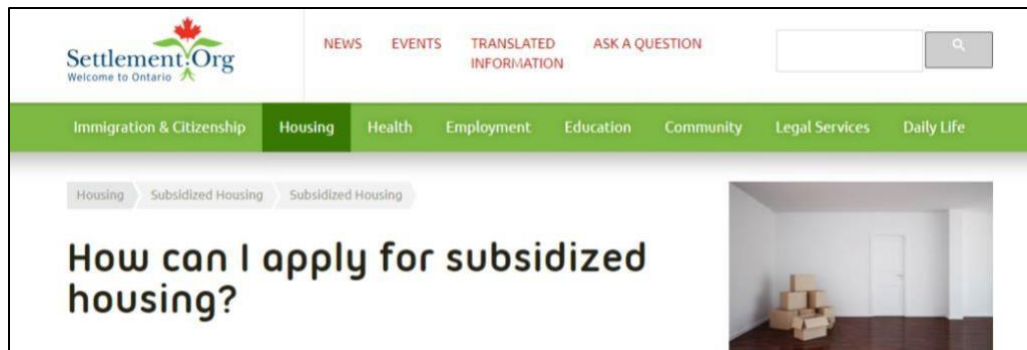 Settlement.Org
Welcome to Ontario
NEWS EVENTS TRANSLATED INFORMATION ASK A QUESTION
Immigration & Citizenship Housing Health Employment Education Community Legal Services Daily Life
Housing Subsidized Housing Subsidized Housing
How can I apply for subsidized
housing?